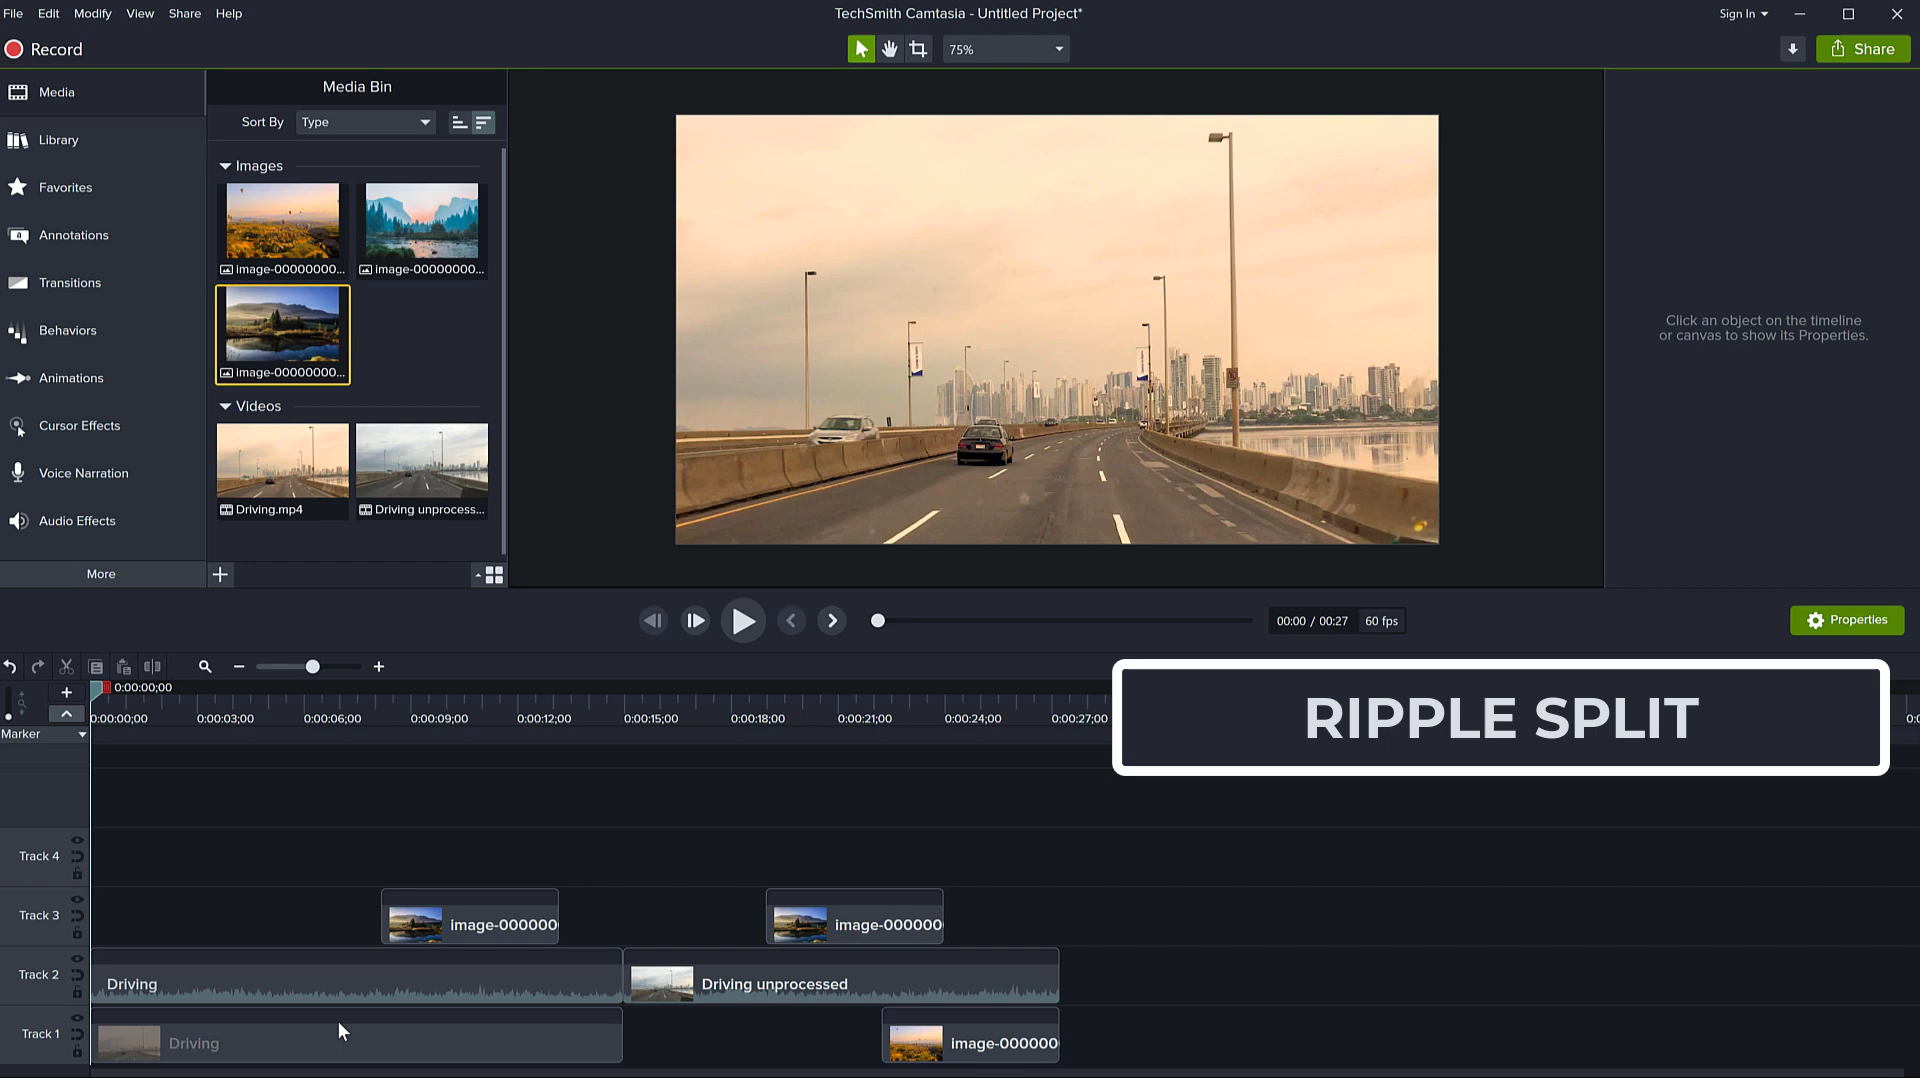 File Edit Modify View Share Help
TechSmith Camtasia - Untitled Project*
Sign In
Record
75%
Share
Media
Library
Favorites
Annotations
Transitions
Behaviors
Animations
Cursor Effects
Voice Narration
Audio Effects
More
Media Bin
Sort By Type
Images
image-00000000...
image-00000000...
image-00000000...
Videos
Driving.mp4
Driving unprocess...
Click an object on the timeline
or canvas to show its Properties.
00:00 / 00:27 60 fps
Properties
0:00:00;00
0:00:00;00 0:00:03;00 0:00:06;00 0:00:09;00 0:00:12;00 0:00:15;00 0:00:18;00 0:00:21;00 0:00:24;00 0:00:27;00
RIPPLE SPLIT
Marker
Track 4
Track 3
image-000000
image-000000
Track 2
Driving
Driving unprocessed
Track 1
Driving
image-000000